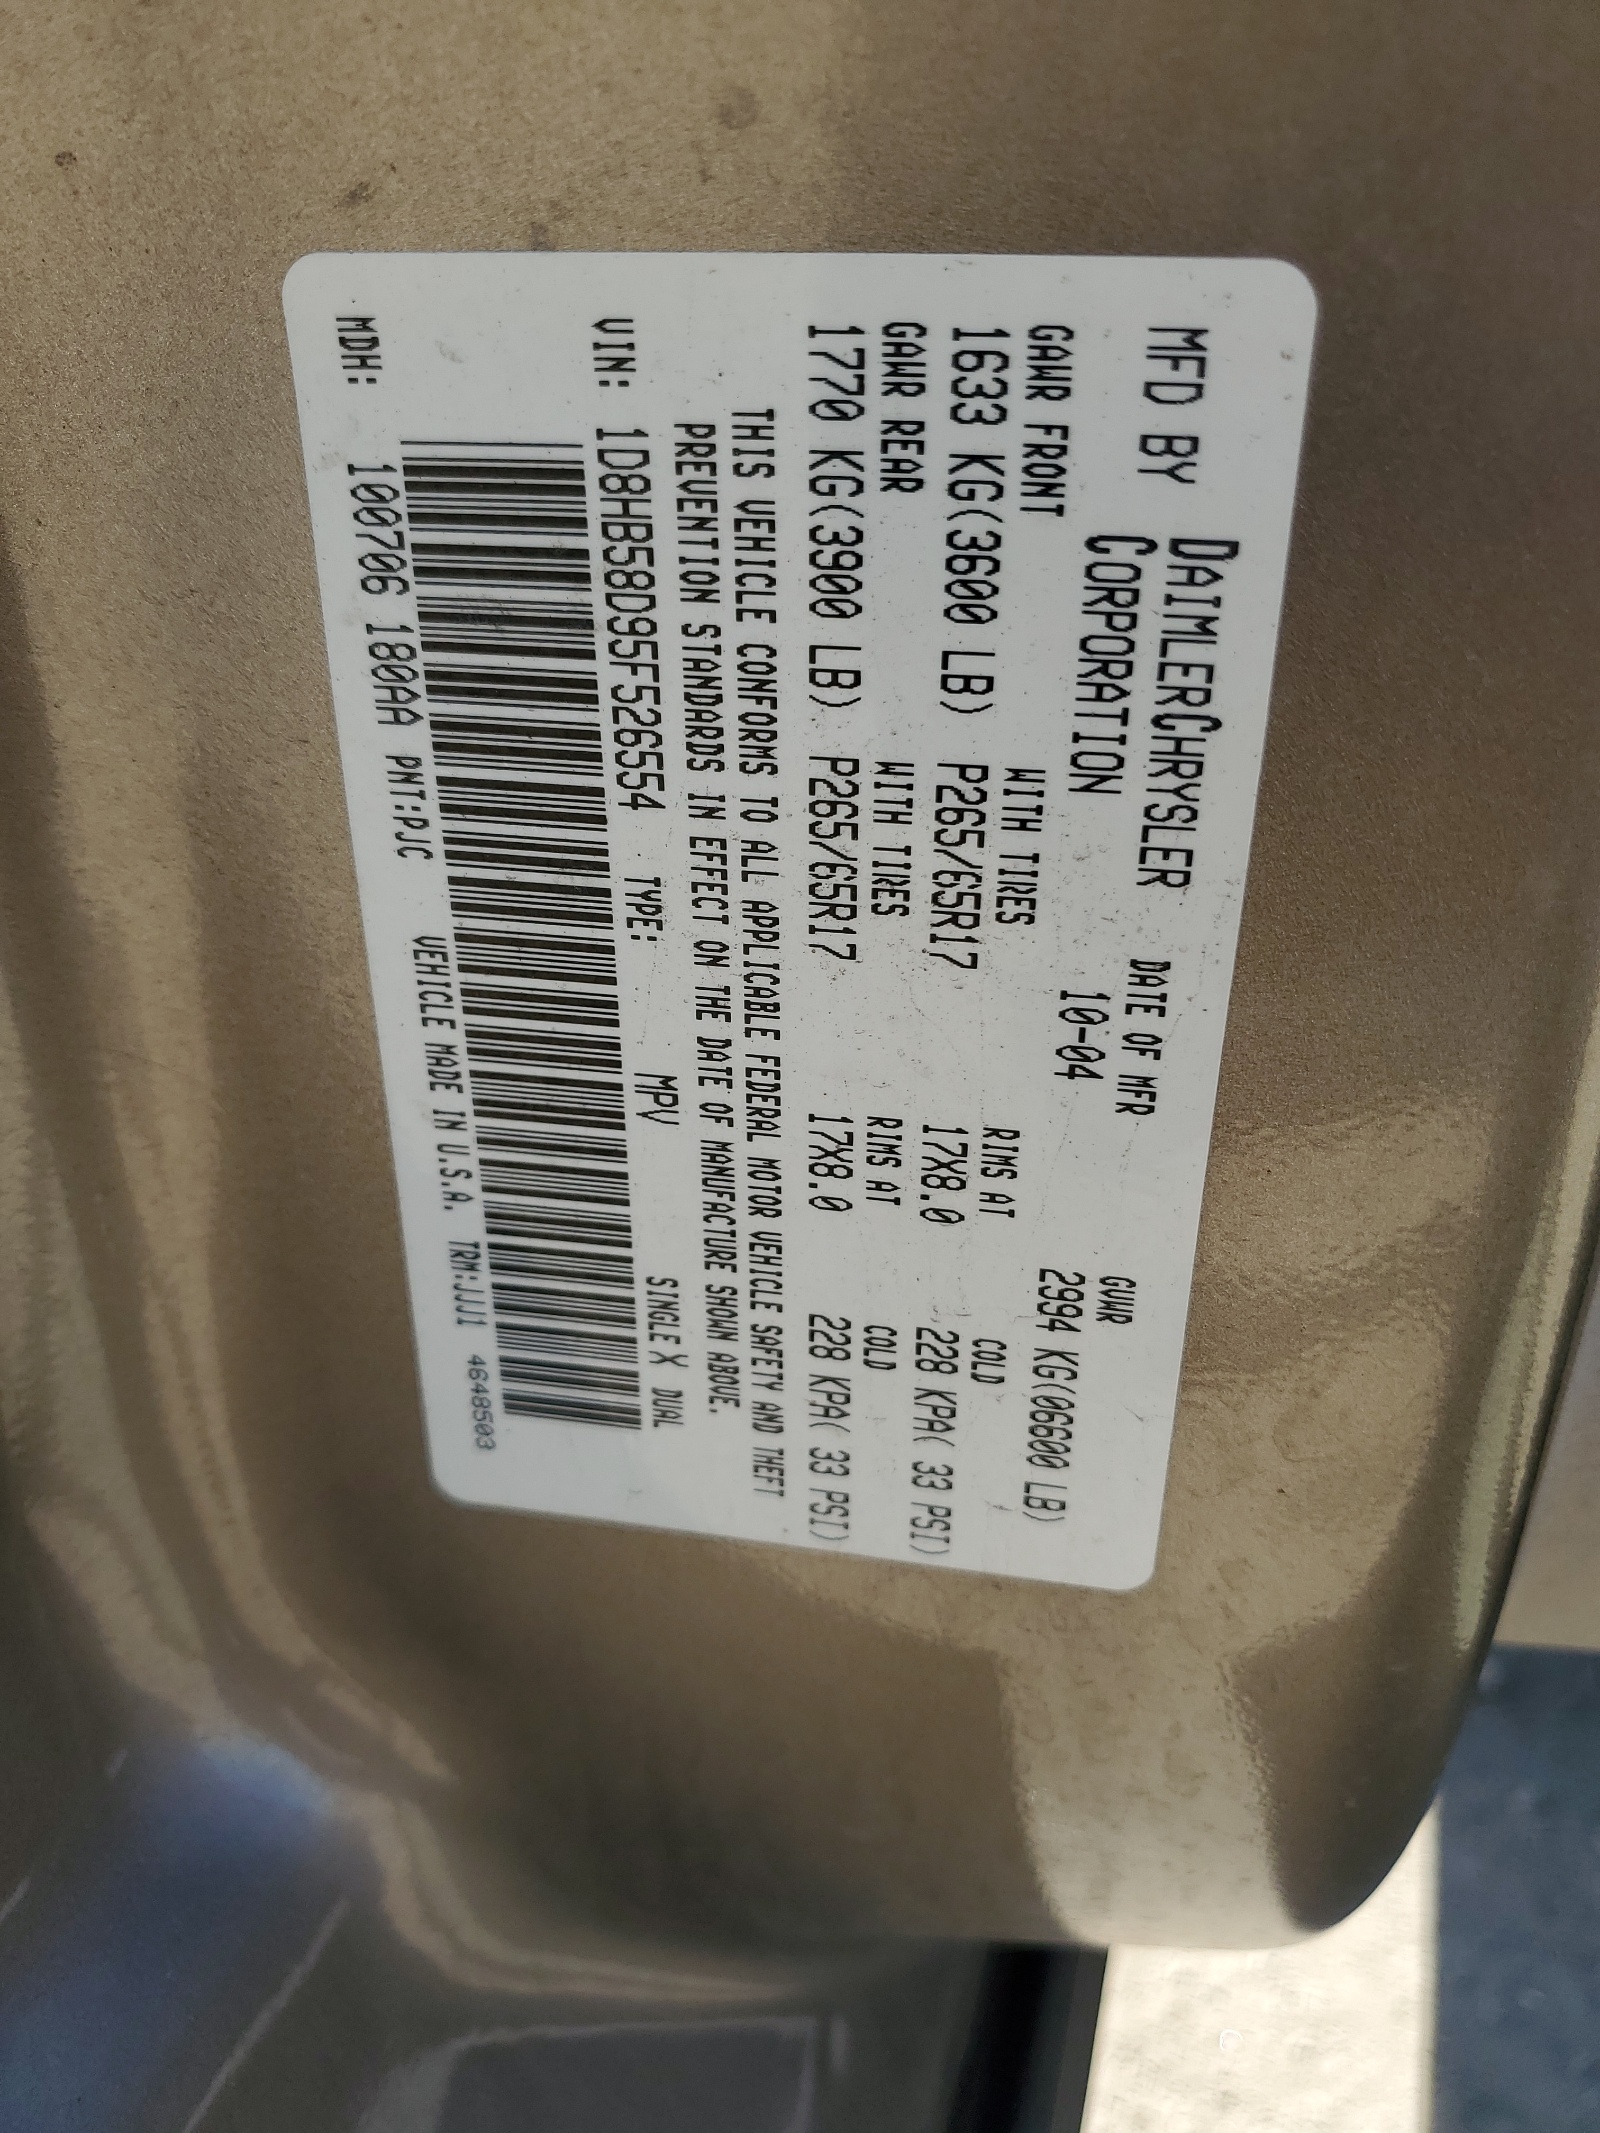 MFD BY DAIMLERCHRYSLER CORPORATION DATE OF MFR 10-04 GVWR 2994 KG(06600 LB)
GAWR FRONT WITH TIRES RIMS AT COLD
1633 KG(3600 LB) P265/65R17 17X8.0 228 KPA( 33 PSI)
GAWR REAR WITH TIRES RIMS AT COLD
1770 KG(3900 LB) P265/65R17 17X8.0 228 KPA( 33 PSI)
THIS VEHICLE CONFORMS TO ALL APPLICABLE FEDERAL MOTOR VEHICLE SAFETY AND THEFT
PREVENTION STANDARDS IN EFFECT ON THE DATE OF MANUFACTURE SHOWN ABOVE.
VIN: 1D8HB58D95F526554 TYPE: MPV SINGLE X DUAL
MDH: 100706 180AA PNT:PJC VEHICLE MADE IN U.S.A. TRM:JJJ1 4648503